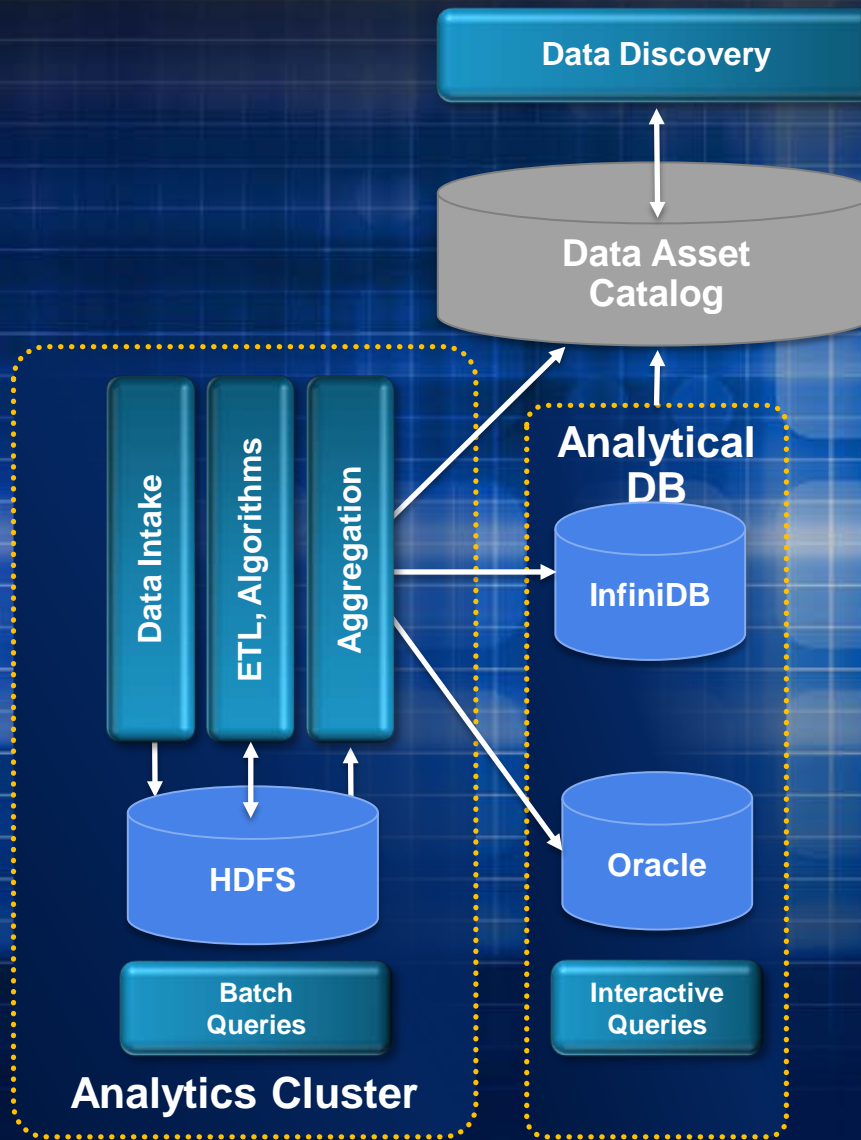 Data Discovery
Data Asset
Catalog
Data Intake
ETL, Algorithms
Aggregation
HDFS
Batch
Queries
Analytics Cluster
Analytical
DB
InfiniDB
Oracle
Interactive
Queries